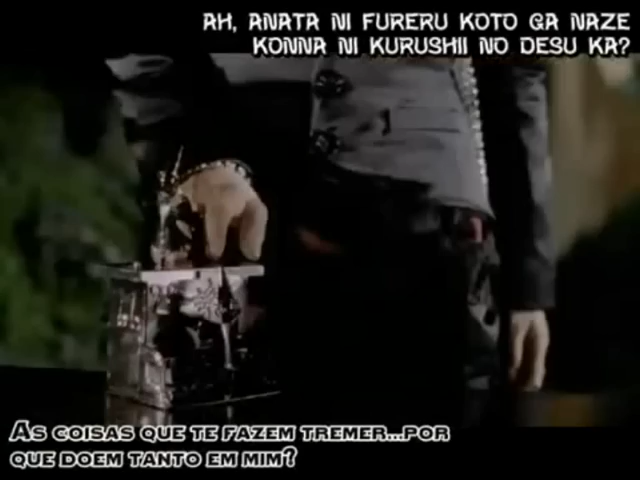 AH, ANATA NI FURERU KOTO GA NAZE
KONNA NI KURUSHII NO DESU KA?
AS COISAS QUE TE FAZEM TREMER...POR
QUE DOEM TANTO EM MIM?